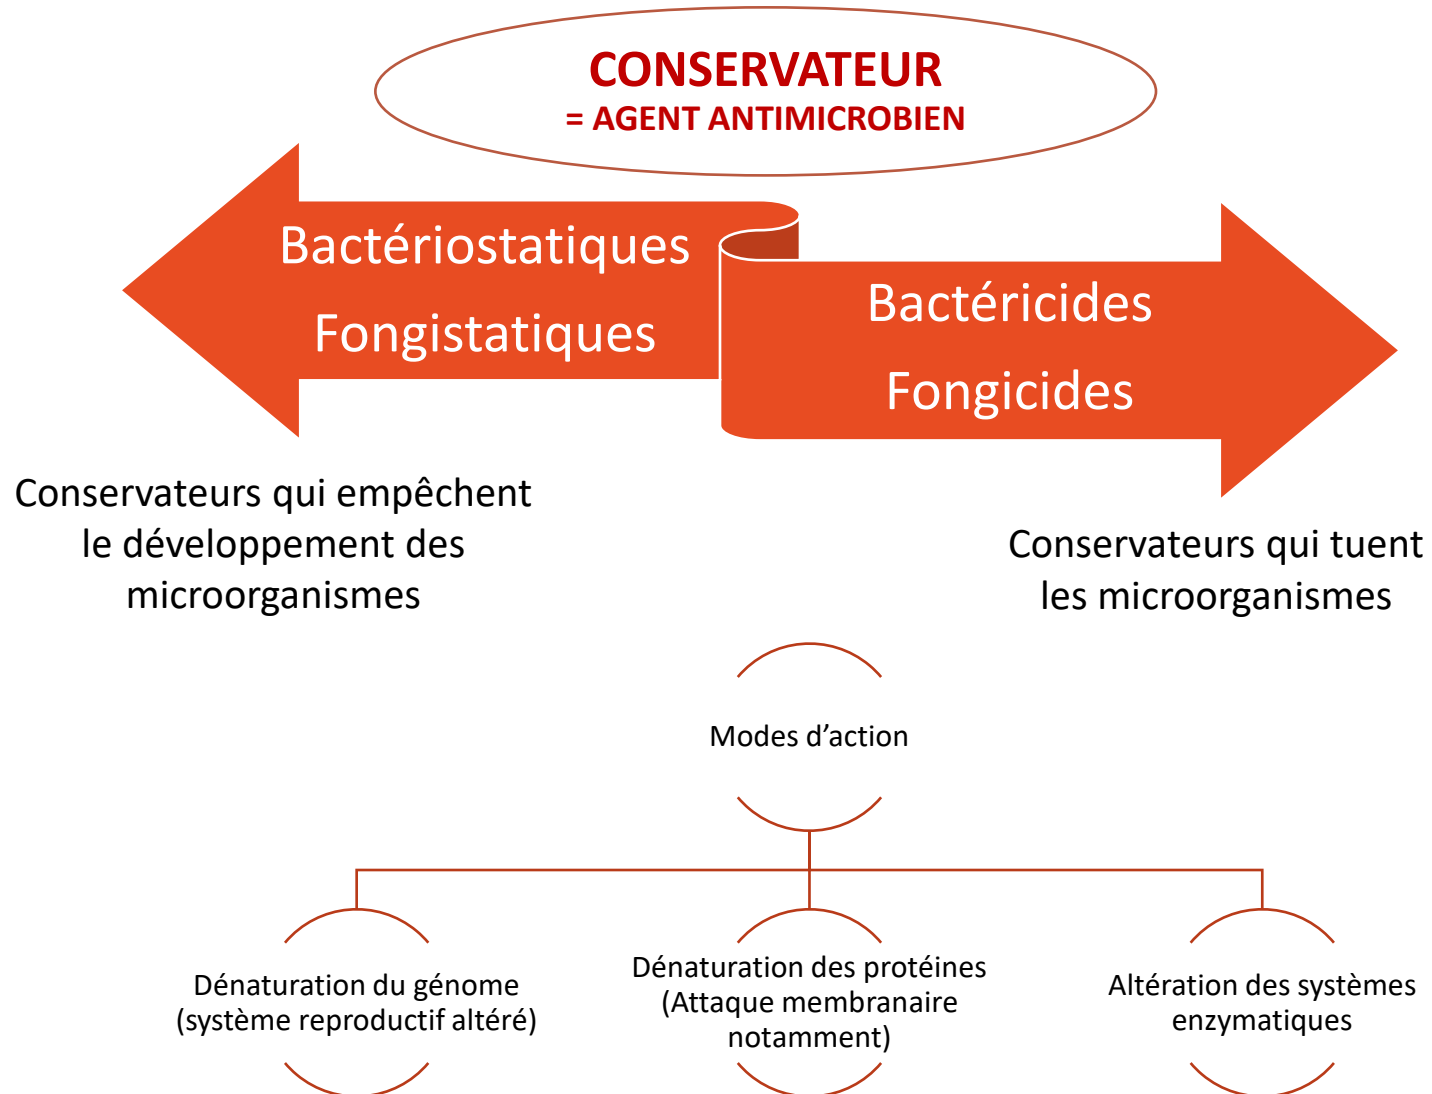 CONSERVATEUR
= AGENT ANTIMICROBIEN
Bactériostatiques
Fongistatiques
Bactéricides
Fongicides
Conservateurs qui empêchent
le développement des
microorganismes
Conservateurs qui tuent
les microorganismes
Modes d’action
Dénaturation du génome
(système reproductif altéré)
Dénaturation des protéines
(Attaque membranaire
notamment)
Altération des systèmes
enzymatiques